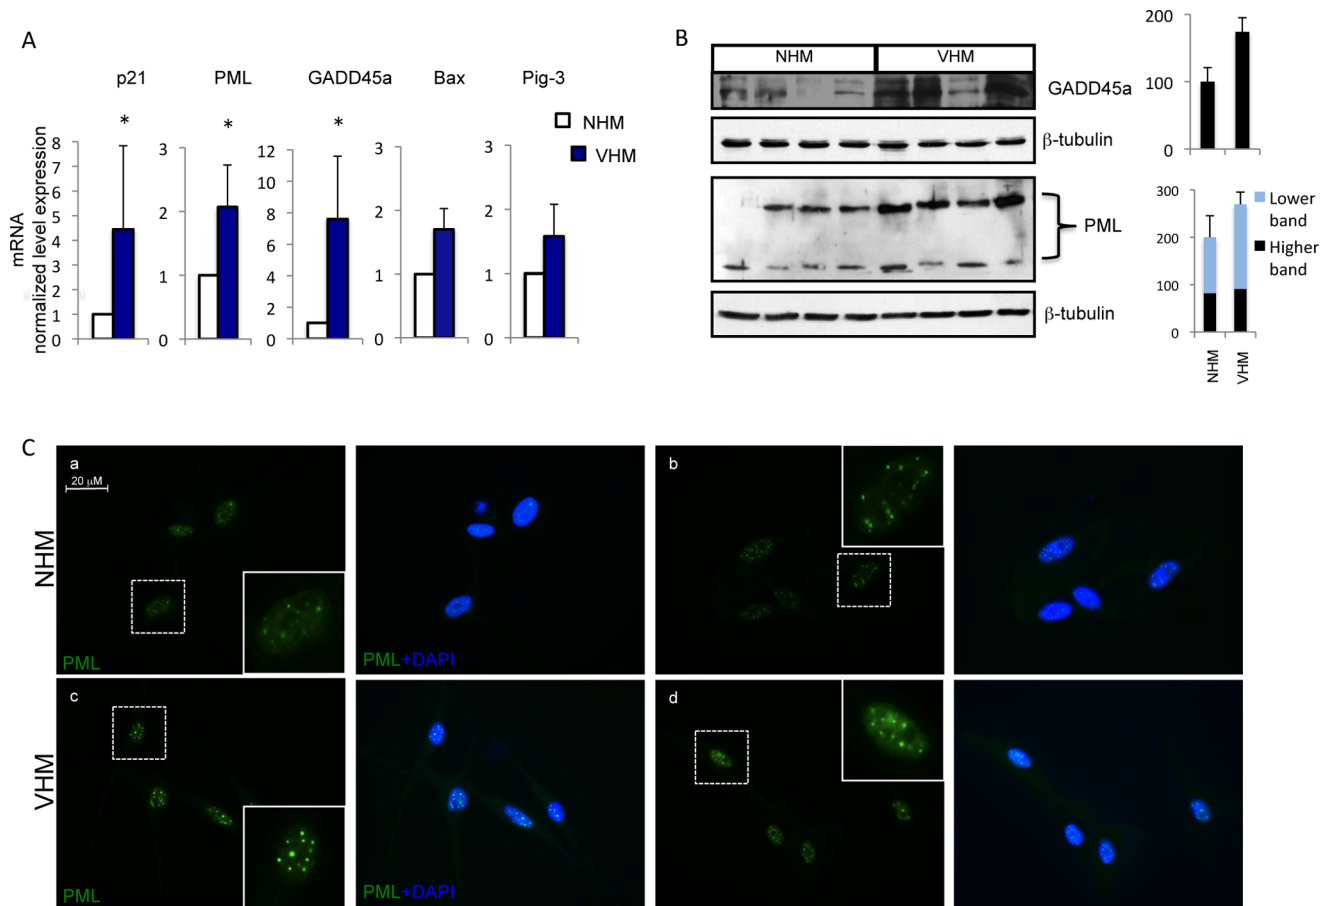 A
p21 PML GADD45a Bax Pig-3
* * *
NHM
VHM
mRNA
normalized level expression
8
7
6
5
4
3
2
1
0
3
2
1
0
12
10
8
6
4
2
0
3
2
1
0
3
2
1
0
B
NHM VHM
GADD45a
β-tubulin
PML
β-tubulin
200
100
0
300
200
100
0
Lower
band
Higher
band
NHM
VHM
C
NHM
a
20 µM
PML
PML+DAPI
b
VHM
c
PML
PML+DAPI
d